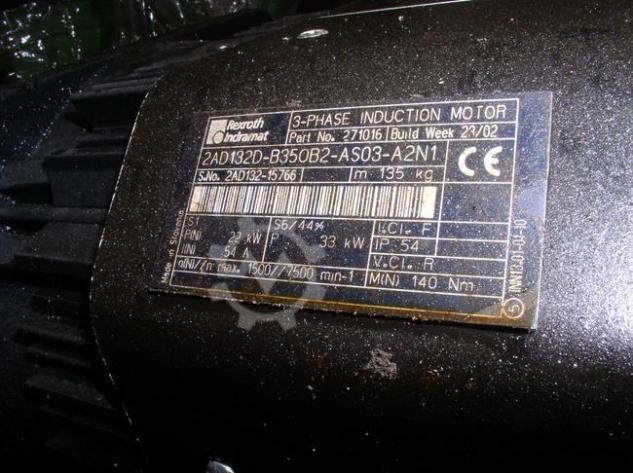 Rexroth
Indramat
3-PHASE INDUCTION MOTOR
Part No. 271016 Build Week 23/02
2AD132D-B350B2-AS03-A2N1
S.No. 2AD132-15766 m 135 kg
CE
S1 S6/44% I.Cl. F
P(N) 22 kW P 33 kW IP 54
I(N) 54 A V.Cl. R
n(N)/n max. 1500//7500 min-1 M(N) 140 Nm
Made in Slovenia
5